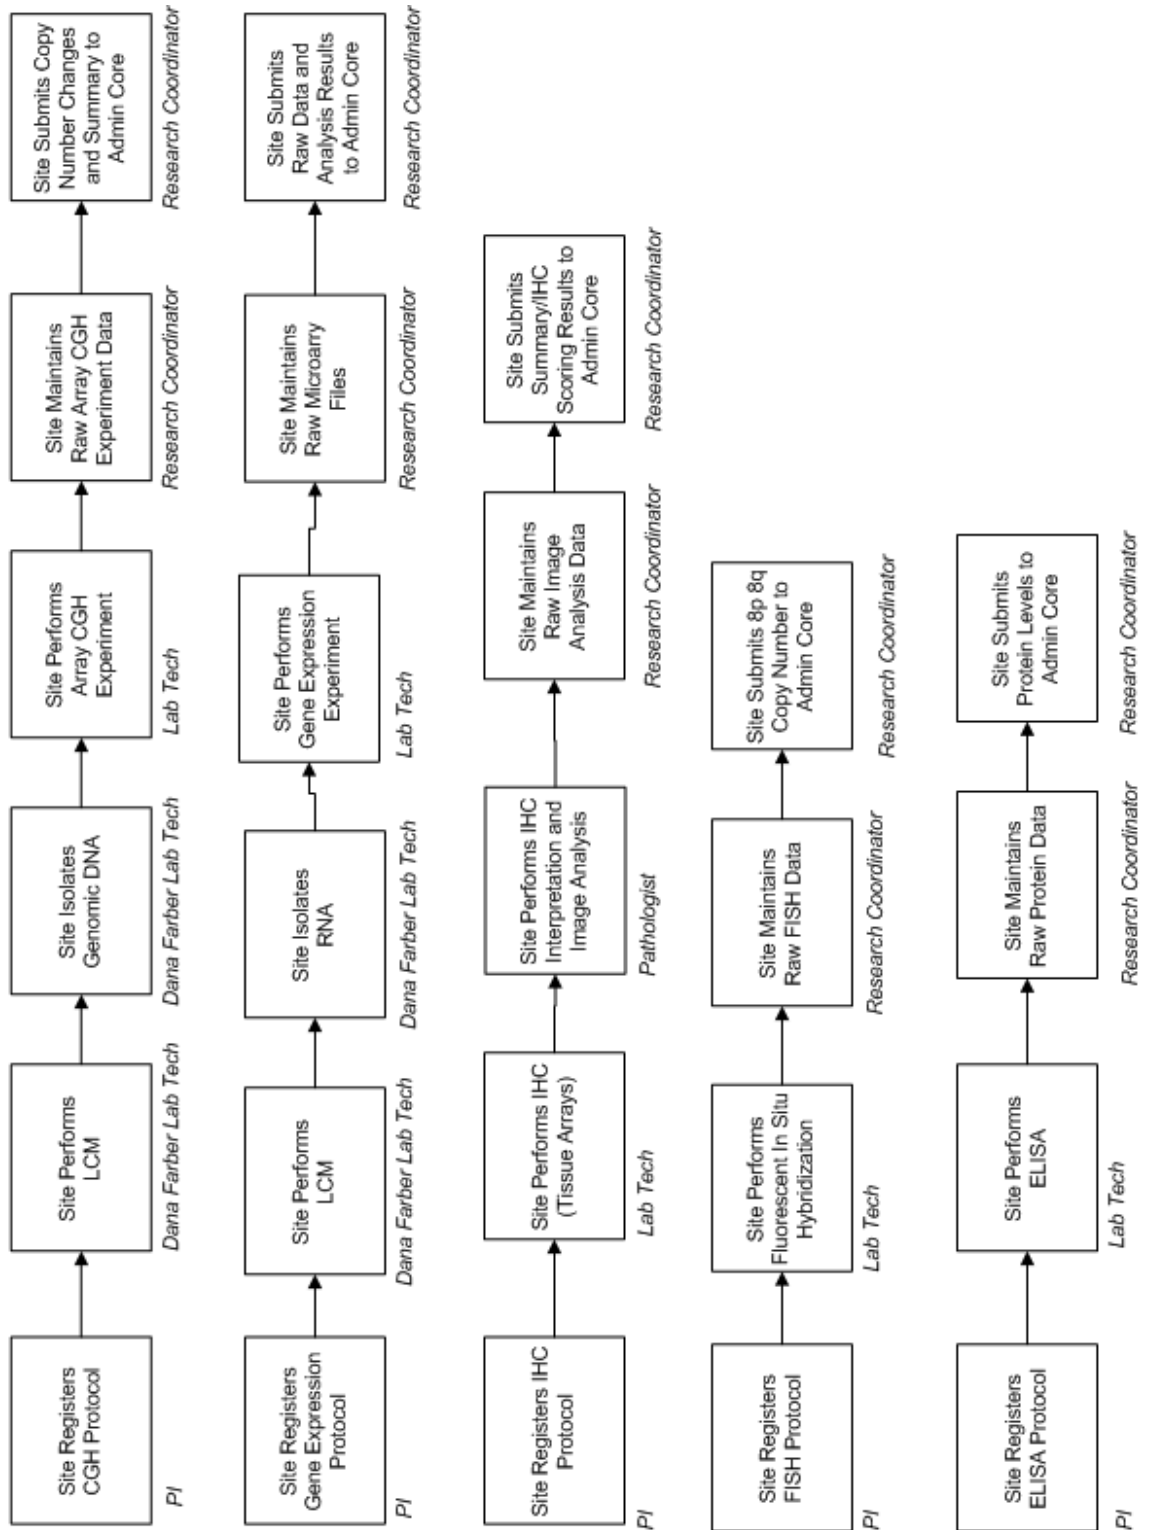 Site Registers
CGH Protocol
PI
Site Performs
LCM
Dana Farber Lab Tech
Site Isolates
Genomic DNA
Dana Farber Lab Tech
Site Performs
Array CGH
Experiment
Lab Tech
Site Maintains
Raw Array CGH
Experiment Data
Research Coordinator
Site Submits Copy
Number Changes
and Summary to
Admin Core
Research Coordinator
Site Registers
Gene Expression
Protocol
PI
Site Performs
LCM
Dana Farber Lab Tech
Site Isolates
RNA
Dana Farber Lab Tech
Site Performs
Gene Expression
Experiment
Lab Tech
Site Maintains
Raw Microarry
Files
Research Coordinator
Site Submits
Raw Data and
Analysis Results
to Admin Core
Research Coordinator
Site Registers IHC
Protocol
PI
Site Performs IHC
(Tissue Arrays)
Lab Tech
Site Performs IHC
Interpretation and
Image Analysis
Pathologist
Site Maintains
Raw Image
Analysis Data
Research Coordinator
Site Submits
Summary/IHC
Scoring Results to
Admin Core
Research Coordinator
Site Registers
FISH Protocol
PI
Site Performs
Fluorescent In Situ
Hybridization
Lab Tech
Site Maintains
Raw FISH Data
Research Coordinator
Site Submits 8p 8q
Copy Number to
Admin Core
Research Coordinator
Site Registers
ELISA Protocol
PI
Site Performs
ELISA
Lab Tech
Site Maintains
Raw Protein Data
Research Coordinator
Site Submits
Protein Levels to
Admin Core
Research Coordinator